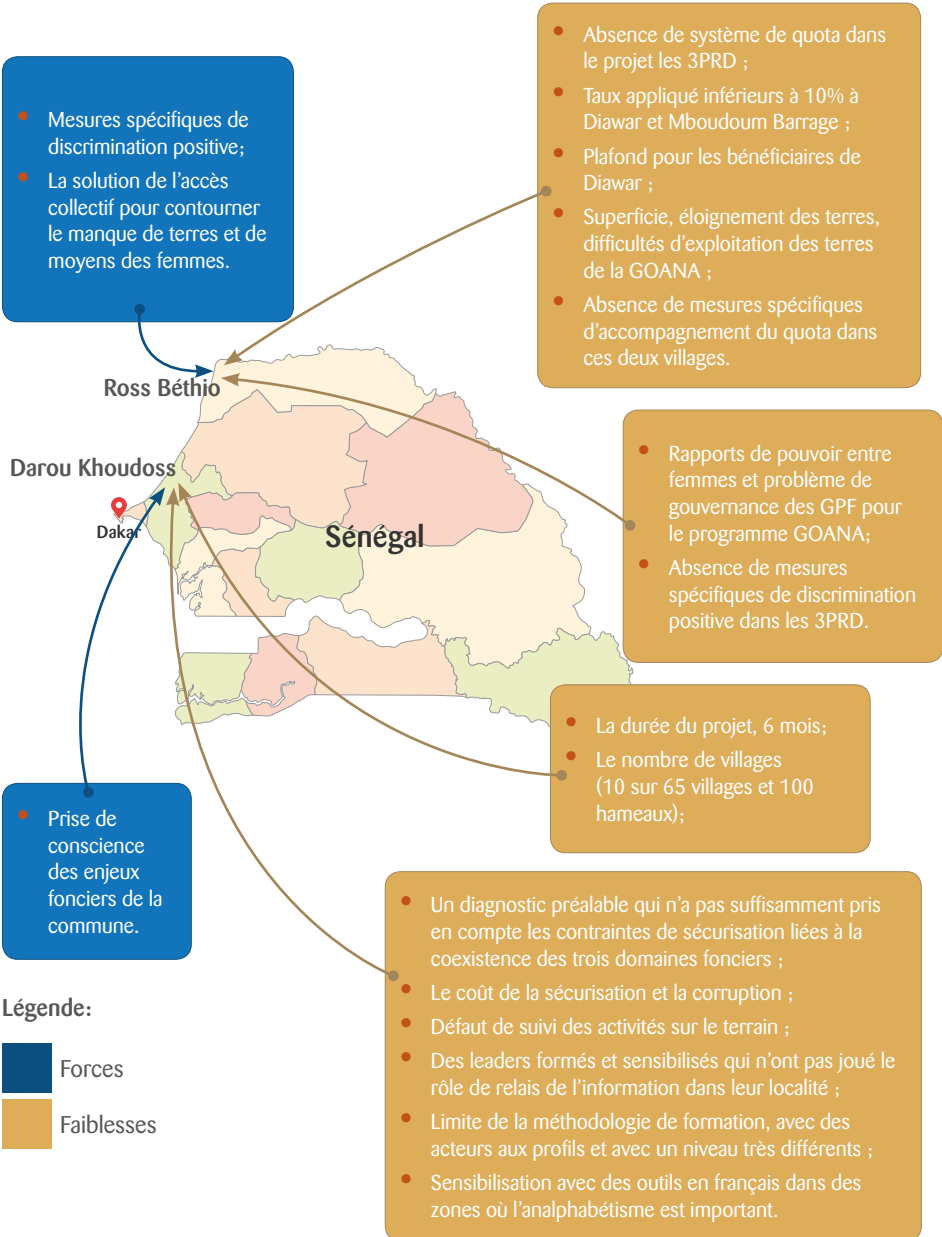 • Mesures spécifiques de
discrimination positive;
• La solution de l'accès
collectif pour contourner
le manque de terres et de
moyens des femmes.
• Absence de système de quota dans
le projet les 3PRD ;
• Taux appliqué inférieurs à 10% à
Diawar et Mboudoum Barrage ;
• Plafond pour les bénéficiaires de
Diawar ;
• Superficie, éloignement des terres,
difficultés d'exploitation des terres
de la GOANA ;
• Absence de mesures spécifiques
d'accompagnement du quota dans
ces deux villages.
Ross Béthio
Darou Khoudoss
Dakar
Sénégal
• Rapports de pouvoir entre
femmes et problème de
gouvernance des GPF pour
le programme GOANA;
• Absence de mesures
spécifiques de discrimination
positive dans les 3PRD.
• La durée du projet, 6 mois;
• Le nombre de villages
(10 sur 65 villages et 100
hameaux);
• Prise de
conscience
des enjeux
fonciers de la
commune.
• Un diagnostic préalable qui n'a pas suffisamment pris
en compte les contraintes de sécurisation liées à la
coexistence des trois domaines fonciers ;
• Le coût de la sécurisation et la corruption ;
• Défaut de suivi des activités sur le terrain ;
• Des leaders formés et sensibilisés qui n'ont pas joué le
rôle de relais de l'information dans leur localité ;
• Limite de la méthodologie de formation, avec des
acteurs aux profils et avec un niveau très différents ;
• Sensibilisation avec des outils en français dans des
zones où l'analphabétisme est important.
Légende:
Forces
Faiblesses